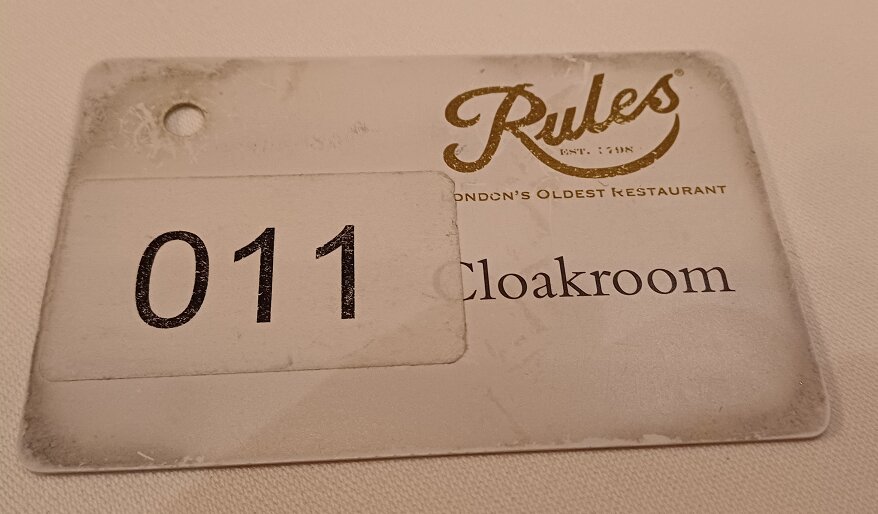 Rules®
EST. 1798
LONDON'S OLDEST RESTAURANT
011
Cloakroom